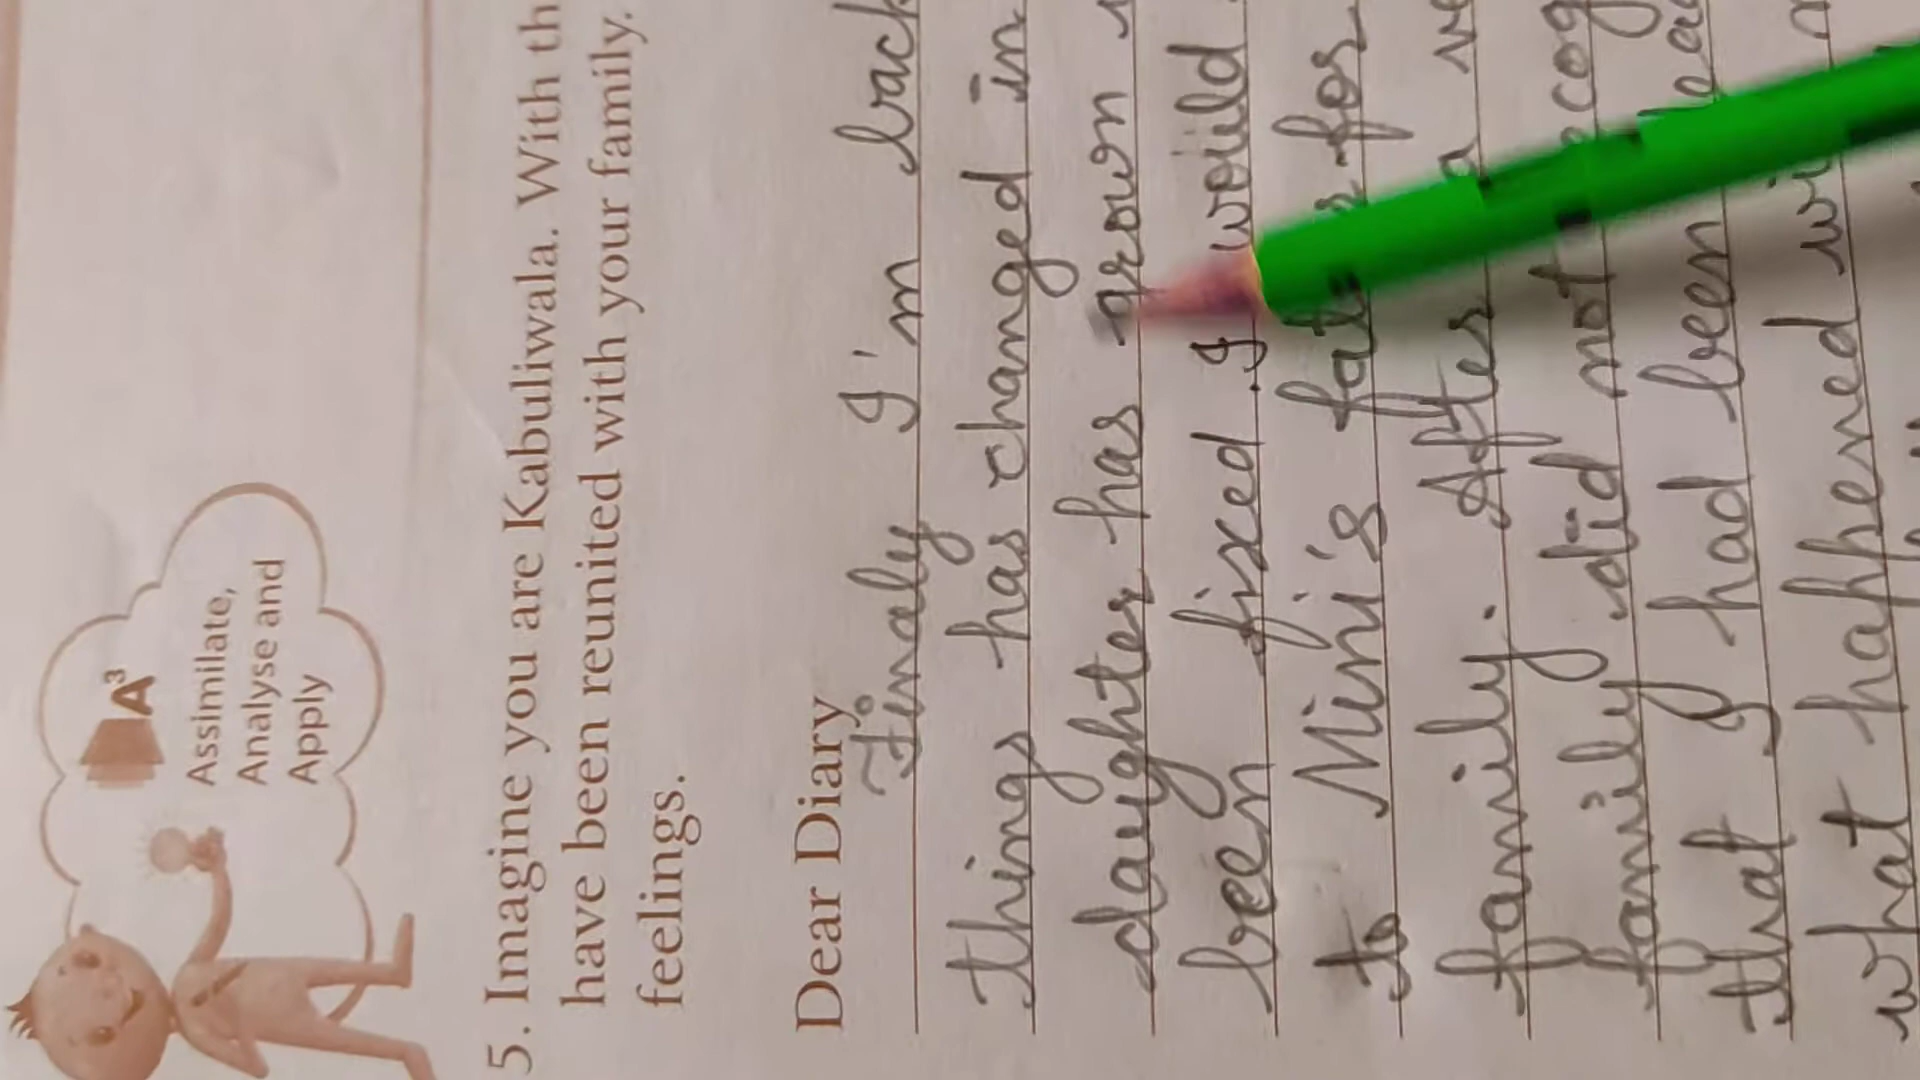 A³
Assimilate,
Analyse and
Apply
5. Imagine you are Kabuliwala. With th
have been reunited with your family.
feelings.
Dear Diary
Finaly I'm back
things has changed in
daughter has grown
been fixed. I would
to Mini's for
family. After a
family did not
that I had been
what happened